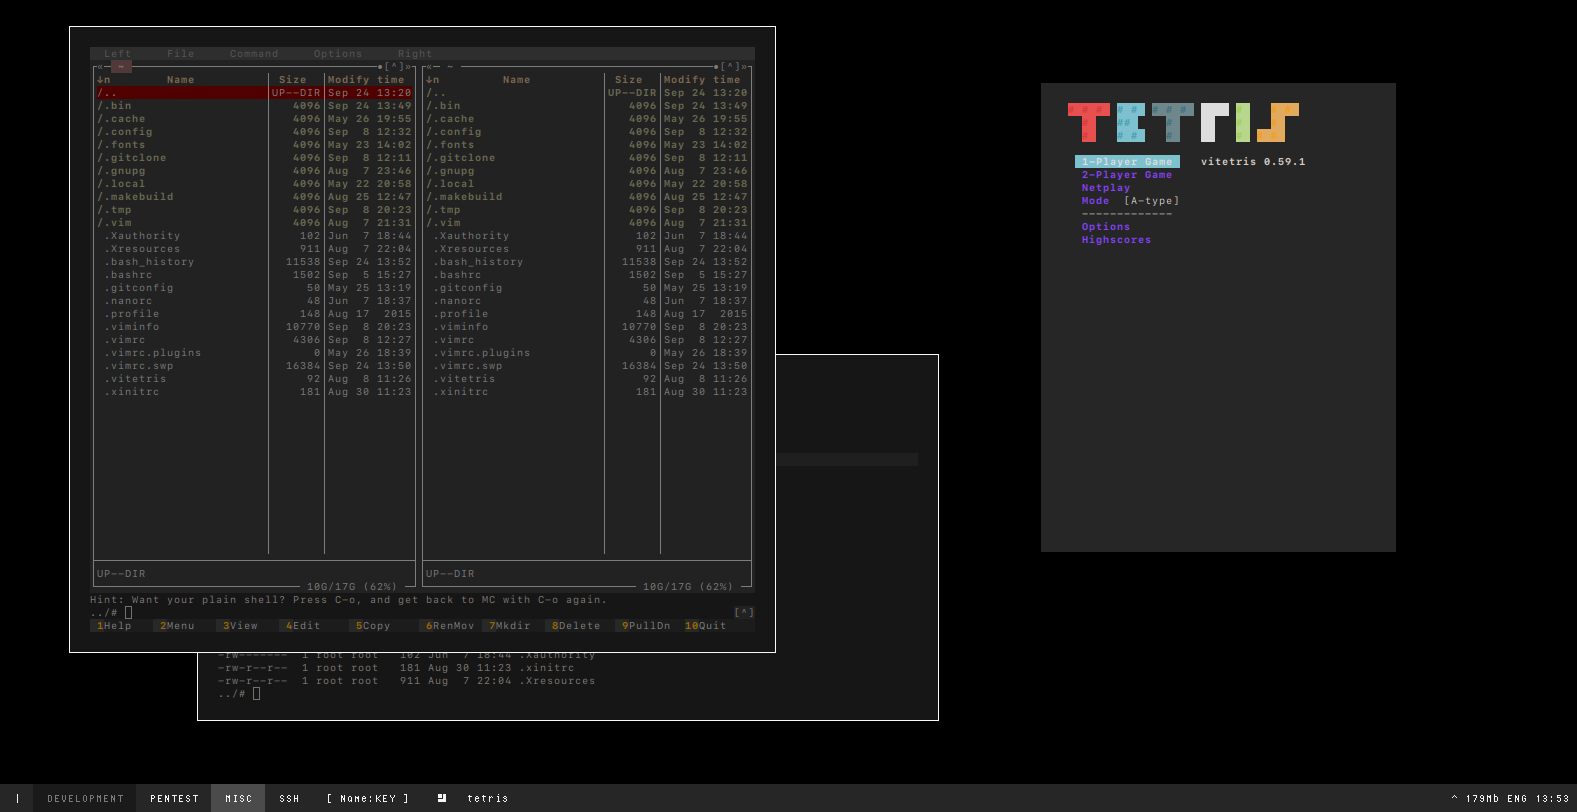 Left File Command Options Right
«─ ~ •[^]» «─ ~ •[^]»
↓n Name Size Modify time ↓n Name Size Modify time
/.. UP--DIR Sep 24 13:20 /.. UP--DIR Sep 24 13:20
/.bin 4096 Sep 24 13:49 /.bin 4096 Sep 24 13:49
/.cache 4096 May 26 19:55 /.cache 4096 May 26 19:55
/.config 4096 Sep 8 12:32 /.config 4096 Sep 8 12:32
/.fonts 4096 May 23 14:02 /.fonts 4096 May 23 14:02
/.gitclone 4096 Sep 8 12:11 /.gitclone 4096 Sep 8 12:11
/.gnupg 4096 Aug 7 23:46 /.gnupg 4096 Aug 7 23:46
/.local 4096 May 22 20:58 /.local 4096 May 22 20:58
/.makebuild 4096 Aug 25 12:47 /.makebuild 4096 Aug 25 12:47
/.tmp 4096 Sep 8 20:23 /.tmp 4096 Sep 8 20:23
/.vim 4096 Aug 7 21:31 /.vim 4096 Aug 7 21:31
.Xauthority 102 Jun 7 18:44 .Xauthority 102 Jun 7 18:44
.Xresources 911 Aug 7 22:04 .Xresources 911 Aug 7 22:04
.bash_history 11538 Sep 24 13:52 .bash_history 11538 Sep 24 13:52
.bashrc 1502 Sep 5 15:27 .bashrc 1502 Sep 5 15:27
.gitconfig 50 May 25 13:19 .gitconfig 50 May 25 13:19
.nanorc 48 Jun 7 18:37 .nanorc 48 Jun 7 18:37
.profile 148 Aug 17 2015 .profile 148 Aug 17 2015
.viminfo 10770 Sep 8 20:23 .viminfo 10770 Sep 8 20:23
.vimrc 4306 Sep 8 12:27 .vimrc 4306 Sep 8 12:27
.vimrc.plugins 0 May 26 18:39 .vimrc.plugins 0 May 26 18:39
.vimrc.swp 16384 Sep 24 13:50 .vimrc.swp 16384 Sep 24 13:50
.vitetris 92 Aug 8 11:26 .vitetris 92 Aug 8 11:26
.xinitrc 181 Aug 30 11:23 .xinitrc 181 Aug 30 11:23
UP--DIR UP--DIR
10G/17G (62%) 10G/17G (62%)
Hint: Want your plain shell? Press C-o, and get back to MC with C-o again.
../# [^]
1Help 2Menu 3View 4Edit 5Copy 6RenMov 7Mkdir 8Delete 9PullDn 10Quit
-rw------- 1 root root 102 Jun 7 18:44 .Xauthority
-rw-r--r-- 1 root root 181 Aug 30 11:23 .xinitrc
-rw-r--r-- 1 root root 911 Aug 7 22:04 .Xresources
../#
TETRIS
1-Player Game vitetris 0.59.1
2-Player Game
Netplay
Mode [A-type]
-------------
Options
Highscores
| DEVELOPMENT PENTEST MISC SSH [ Name:KEY ] tetris ^ 179Mb ENG 13:53